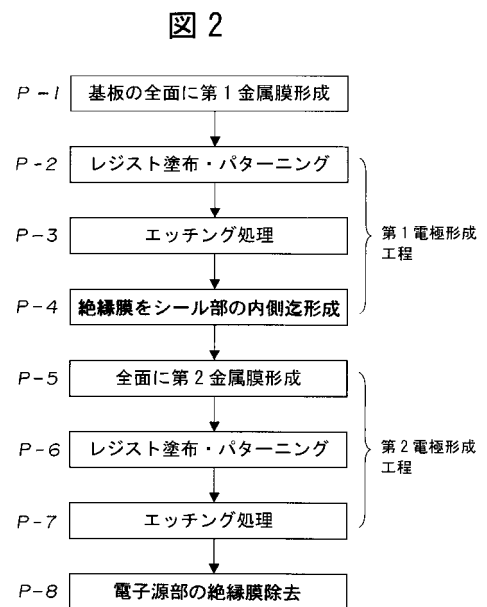 図2
P-1 基板の全面に第1金属膜形成
P-2 レジスト塗布・パターニング
P-3 エッチング処理
第1電極形成
工程
P-4 絶縁膜をシール部の内側迄形成
P-5 全面に第2金属膜形成
P-6 レジスト塗布・パターニング
第2電極形成
工程
P-7 エッチング処理
P-8 電子源部の絶縁膜除去